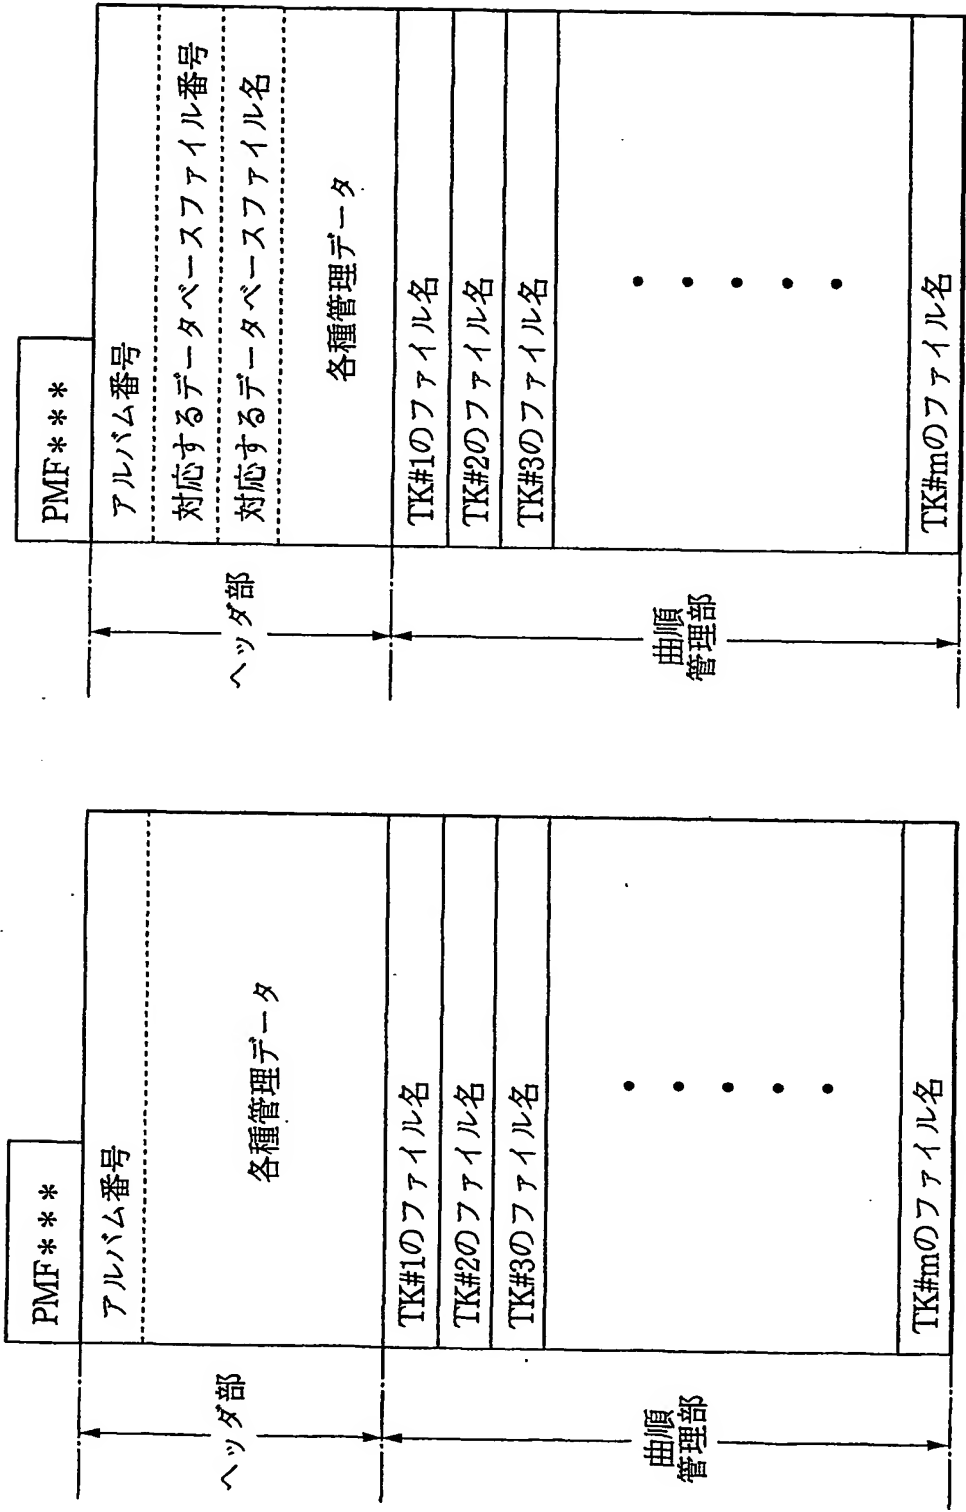 PMF***
アルバム番号
各種管理データ
TK#1のファイル名
TK#2のファイル名
TK#3のファイル名
TK#mのファイル名
ヘッダ部
曲順
管理部
PMF***
アルバム番号
対応するデータベースファイル番号
対応するデータベースファイル名
各種管理データ
TK#1のファイル名
TK#2のファイル名
TK#3のファイル名
TK#mのファイル名
ヘッダ部
曲順
管理部